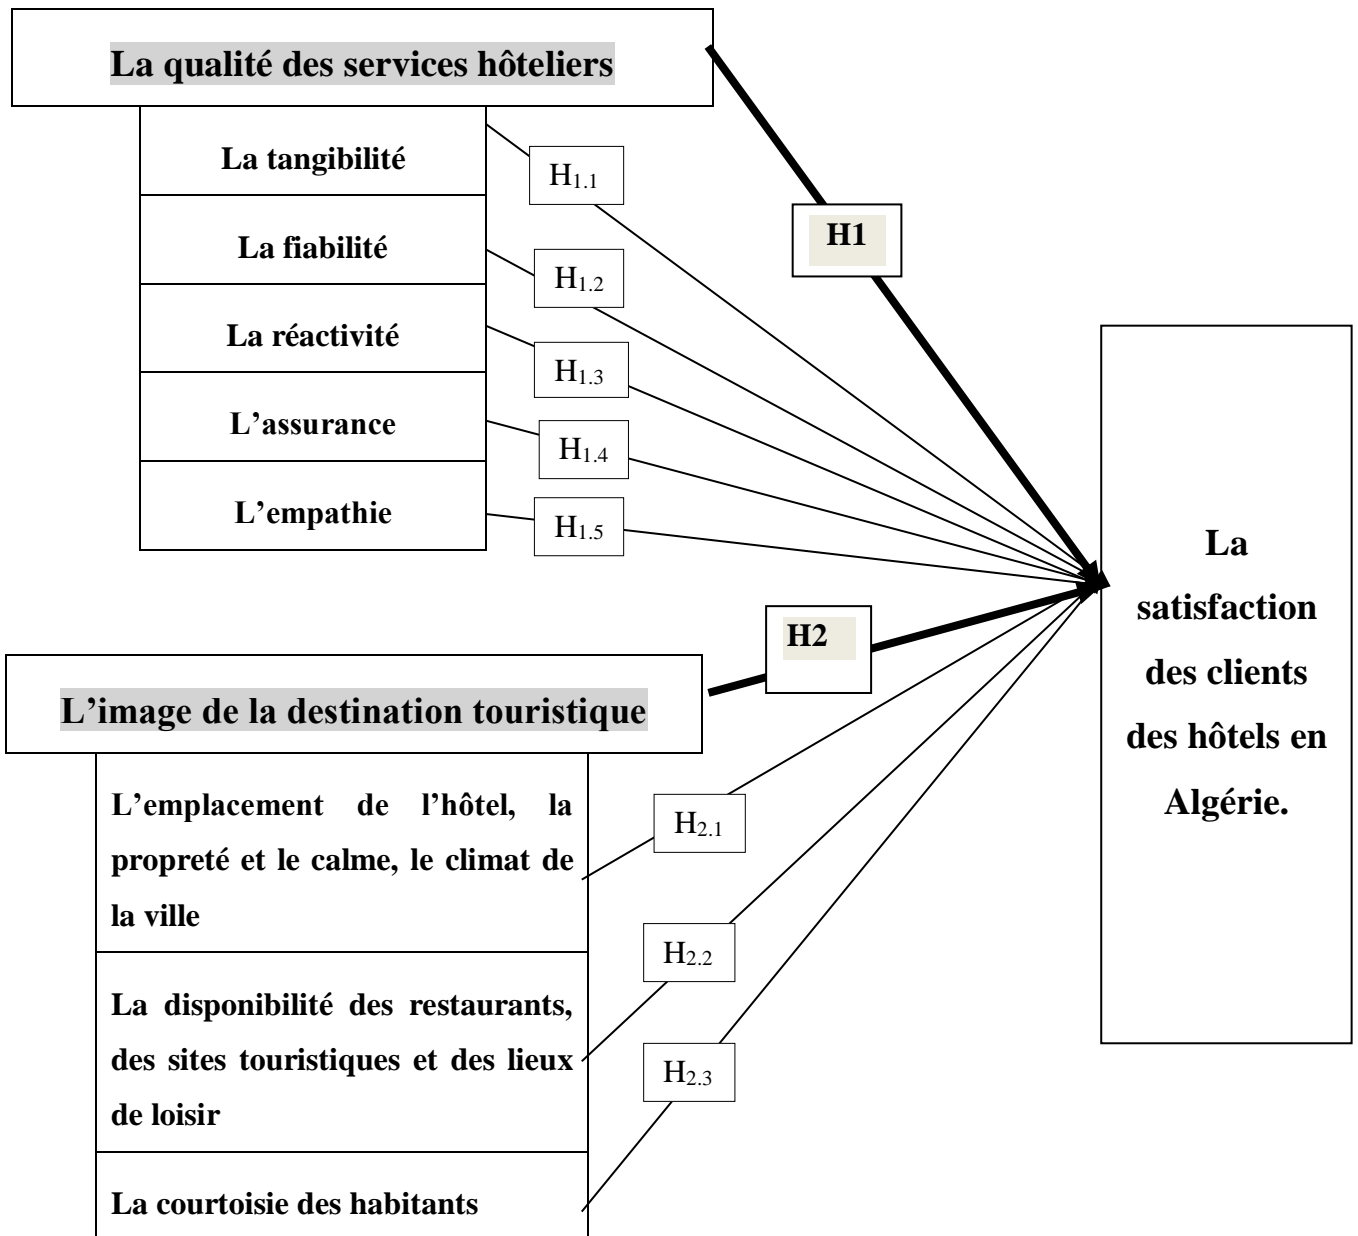 La qualité des services hôteliers
La tangibilité
H1.1
La fiabilité
H1.2
La réactivité
H1.3
L’assurance
H1.4
L’empathie
H1.5
H1
L’image de la destination touristique
H2
L’emplacement de l’hôtel, la
propreté et le calme, le climat de
la ville
H2.1
La disponibilité des restaurants,
des sites touristiques et des lieux
de loisir
H2.2
La courtoisie des habitants
H2.3
La
satisfaction
des clients
des hôtels en
Algérie.